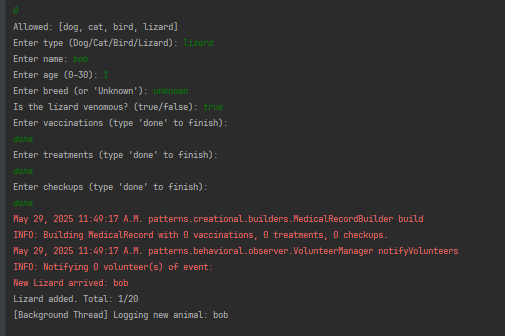 0
Allowed: [dog, cat, bird, lizard]
Enter type (Dog/Cat/Bird/Lizard): lizard
Enter name: bob
Enter age (0–30): 1
Enter breed (or 'Unknown'): unknown
Is the lizard venomous? (true/false): true
Enter vaccinations (type 'done' to finish):
done
Enter treatments (type 'done' to finish):
done
Enter checkups (type 'done' to finish):
done
May 29, 2025 11:49:17 A.M. patterns.creational.builders.MedicalRecordBuilder build
INFO: Building MedicalRecord with 0 vaccinations, 0 treatments, 0 checkups.
May 29, 2025 11:49:17 A.M. patterns.behavioral.observer.VolunteerManager notifyVolunteers
INFO: Notifying 0 volunteer(s) of event:
New Lizard arrived: bob
Lizard added. Total: 1/20
[Background Thread] Logging new animal: bob